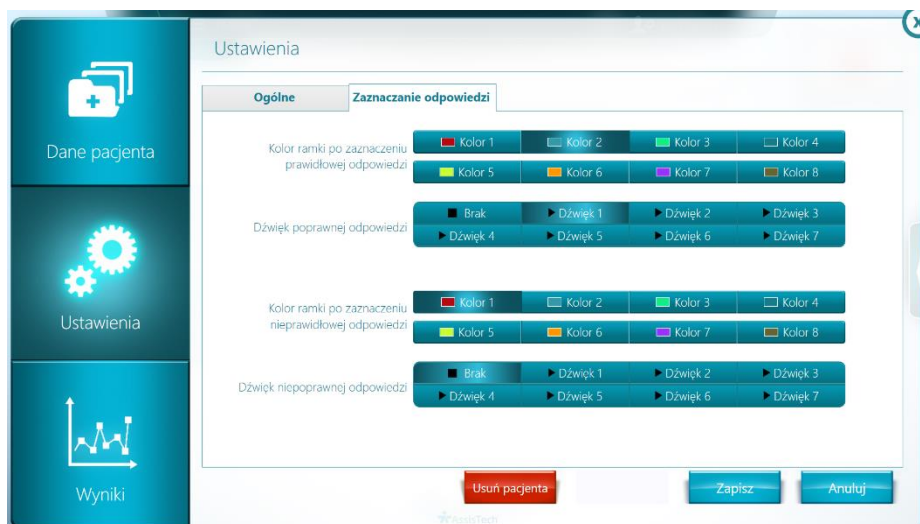 Ustawienia
Ogólne Zaznaczanie odpowiedzi
Dane pacjenta
Kolor ramki po zaznaczeniu
prawidłowej odpowiedzi
Kolor 1 Kolor 2 Kolor 3 Kolor 4
Kolor 5 Kolor 6 Kolor 7 Kolor 8
Dźwięk poprawnej odpowiedzi
Brak Dźwięk 1 Dźwięk 2 Dźwięk 3
Dźwięk 4 Dźwięk 5 Dźwięk 6 Dźwięk 7
Ustawienia
Kolor ramki po zaznaczeniu
nieprawidłowej odpowiedzi
Kolor 1 Kolor 2 Kolor 3 Kolor 4
Kolor 5 Kolor 6 Kolor 7 Kolor 8
Dźwięk niepoprawnej odpowiedzi
Brak Dźwięk 1 Dźwięk 2 Dźwięk 3
Dźwięk 4 Dźwięk 5 Dźwięk 6 Dźwięk 7
Wyniki
Usuń pacjenta Zapisz Anuluj
AssisTech